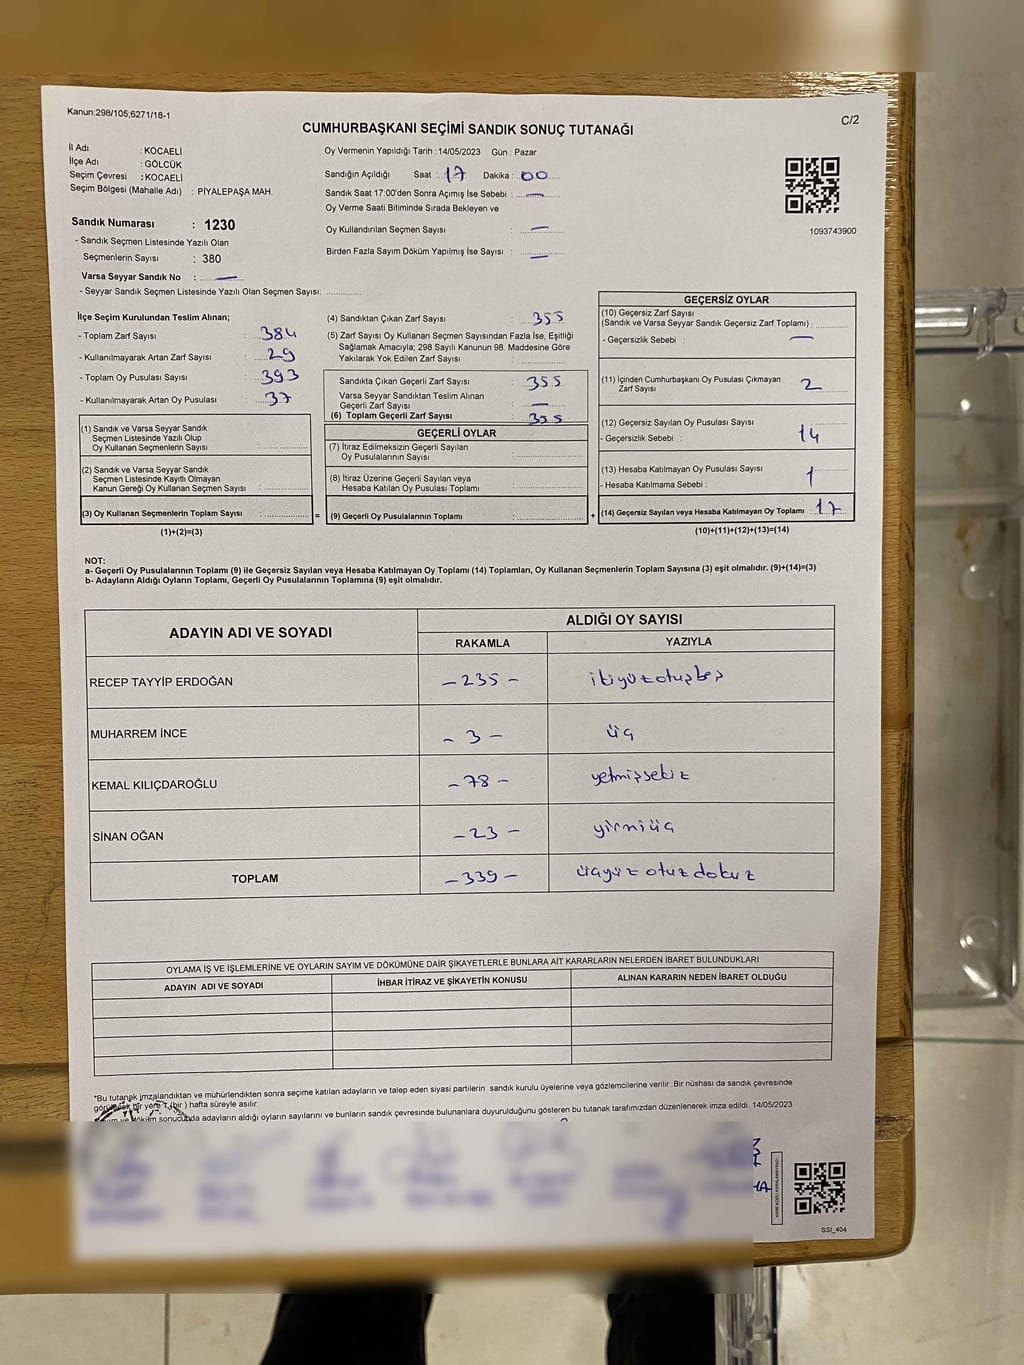 Kanun:298/105;6271/18-1
C/2
CUMHURBAŞKANI SEÇİMİ SANDIK SONUÇ TUTANAĞI
İl Adı : KOCAELİ
İlçe Adı : GÖLCÜK
Seçim Çevresi : KOCAELİ
Seçim Bölgesi (Mahalle Adı) : PİYALEPAŞA MAH.
Sandık Numarası : 1230
- Sandık Seçmen Listesinde Yazılı Olan
Seçmenlerin Sayısı : 380
Varsa Seyyar Sandık No : —
- Seyyar Sandık Seçmen Listesinde Yazılı Olan Seçmen Sayısı:
Oy Vermenin Yapıldığı Tarih : 14/05/2023 Gün : Pazar
Sandığın Açıldığı Saat : 17 Dakika : 00
Sandık Saat 17:00'den Sonra Açımış İse Sebebi : —
Oy Verme Saati Bitiminde Sırada Bekleyen ve
Oy Kullandırılan Seçmen Sayısı : —
Birden Fazla Sayım Döküm Yapılmış İse Sayısı : —
1093743900
İlçe Seçim Kurulundan Teslim Alınan;
- Toplam Zarf Sayısı : 384
- Kullanılmayarak Artan Zarf Sayısı : 29
- Toplam Oy Pusulası Sayısı : 393
- Kullanılmayarak Artan Oy Pusulası : 37
(1) Sandık ve Varsa Seyyar Sandık
Seçmen Listesinde Yazılı Olup
Oy Kullanan Seçmenlerin Sayısı :
(2) Sandık ve Varsa Seyyar Sandık
Seçmen Listesinde Kayıtlı Olmayan
Kanun Gereği Oy Kullanan Seçmen Sayısı :
(3) Oy Kullanan Seçmenlerin Toplam Sayısı :
(1)+(2)=(3)
(4) Sandıktan Çıkan Zarf Sayısı : 355
(5) Zarf Sayısı Oy Kullanan Seçmen Sayısından Fazla İse, Eşitliği
Sağlamak Amacıyla; 298 Sayılı Kanunun 98. Maddesine Göre
Yakılarak Yok Edilen Zarf Sayısı :
Sandıkta Çıkan Geçerli Zarf Sayısı : 355
Varsa Seyyar Sandıktan Teslim Alınan
Geçerli Zarf Sayısı : —
(6) Toplam Geçerli Zarf Sayısı : 355
GEÇERLİ OYLAR
(7) İtiraz Edilmeksizin Geçerli Sayılan
Oy Pusulalarının Sayısı :
(8) İtiraz Üzerine Geçerli Sayılan veya
Hesaba Katılan Oy Pusulası Toplamı :
= (9) Geçerli Oy Pusulalarının Toplamı :
GEÇERSİZ OYLAR
(10) Geçersiz Zarf Sayısı
(Sandık ve Varsa Seyyar Sandık Geçersiz Zarf Toplamı) :
- Geçersizlik Sebebi : —
(11) İçinden Cumhurbaşkanı Oy Pusulası Çıkmayan
Zarf Sayısı : 2
(12) Geçersiz Sayılan Oy Pusulası Sayısı
- Geçersizlik Sebebi : 14
(13) Hesaba Katılmayan Oy Pusulası Sayısı
- Hesaba Katılmama Sebebi : 1
+ (14) Geçersiz Sayılan veya Hesaba Katılmayan Oy Toplamı : 17
(10)+(11)+(12)+(13)=(14)
NOT:
a- Geçerli Oy Pusulalarının Toplamı (9) ile Geçersiz Sayılan veya Hesaba Katılmayan Oy Toplamı (14) Toplamları, Oy Kullanan Seçmenlerin Toplam Sayısına (3) eşit olmalıdır. (9)+(14)=(3)
b- Adayların Aldığı Oyların Toplamı, Geçerli Oy Pusulalarının Toplamına (9) eşit olmalıdır.
ADAYIN ADI VE SOYADI ALDIĞI OY SAYISI
RAKAMLA YAZIYLA
RECEP TAYYİP ERDOĞAN -235- ikiyüzotuzbeş
MUHARREM İNCE -3- üç
KEMAL KILIÇDAROĞLU -78- yetmişsekiz
SİNAN OĞAN -23- yirmiüç
TOPLAM -339- üçyüz otuzdokuz
OYLAMA İŞ VE İŞLEMLERİNE VE OYLARIN SAYIM VE DÖKÜMÜNE DAİR ŞİKAYETLERLE BUNLARA AİT KARARLARIN NELERDEN İBARET BULUNDUKLARI
ADAYIN ADI VE SOYADI İHBAR İTİRAZ VE ŞİKAYETİN KONUSU ALINAN KARARIN NEDEN İBARET OLDUĞU
*Bu tutanak imzalandıktan ve mühürlendikten sonra seçime katılan adayların ve talep eden siyasi partilerin sandık kurulu üyelerine veya gözlemcilerine verilir. Bir nüshası da sandık çevresinde
bir yere 1 (bir) hafta süreyle asılır.
sonucunda adayların aldığı oyların sayılarını ve bunların sandık çevresinde bulunanlara duyurulduğunu gösteren bu tutanak tarafımızdan düzenlenerek imza edildi. 14/05/2023
SSI_404